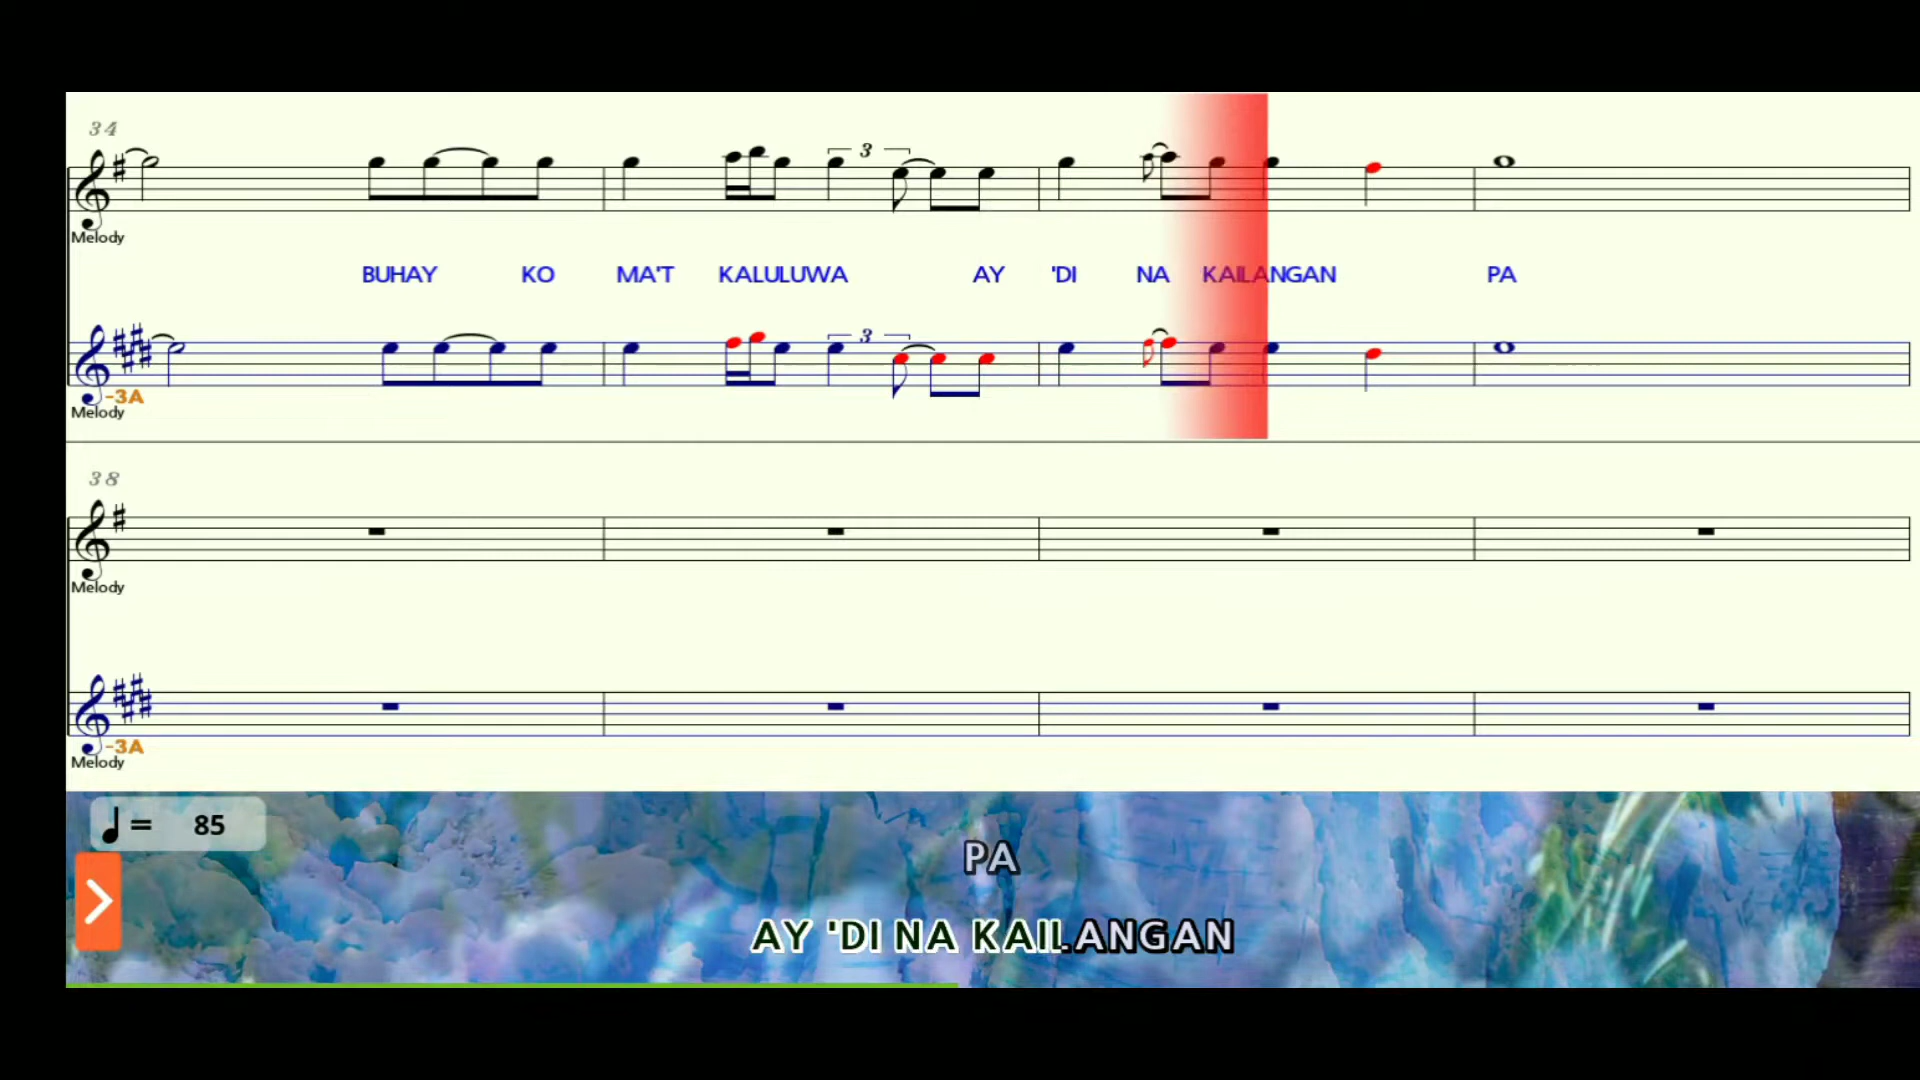 34
3
Melody
BUHAY KO MA'T KALULUWA AY 'DI NA KAILANGAN PA
3
-3A
Melody
38
Melody
-3A
Melody
= 85
PA
AY 'DI NA KAILANGAN